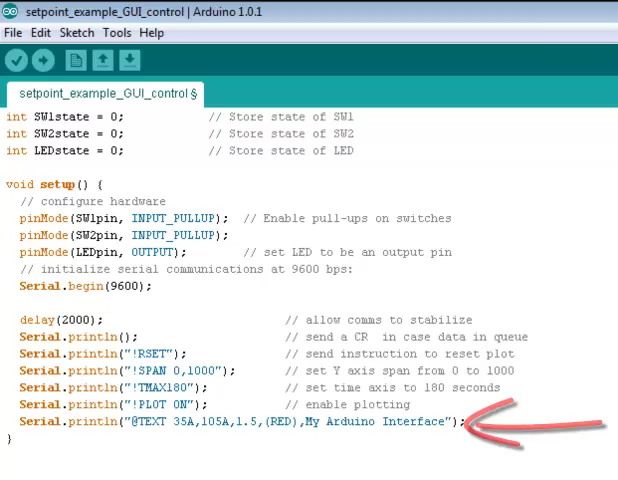 setpoint_example_GUI_control | Arduino 1.0.1
File Edit Sketch Tools Help
setpoint_example_GUI_control §
int SW1state = 0; // Store state of SW1
int SW2state = 0; // Store state of SW2
int LEDstate = 0; // Store state of LED
void setup() {
// configure hardware
pinMode(SW1pin, INPUT_PULLUP); // Enable pull-ups on switches
pinMode(SW2pin, INPUT_PULLUP);
pinMode(LEDpin, OUTPUT); // set LED to be an output pin
// initialize serial communications at 9600 bps:
Serial.begin(9600);
delay(2000); // allow comms to stabilize
Serial.println(); // send a CR in case data in queue
Serial.println("!RSET"); // send instruction to reset plot
Serial.println("!SPAN 0,1000"); // set Y axis span from 0 to 1000
Serial.println("!TMAX180"); // set time axis to 180 seconds
Serial.println("!PLOT ON"); // enable plotting
Serial.println("@TEXT 35A,105A,1.5,(RED),My Arduino Interface");
}